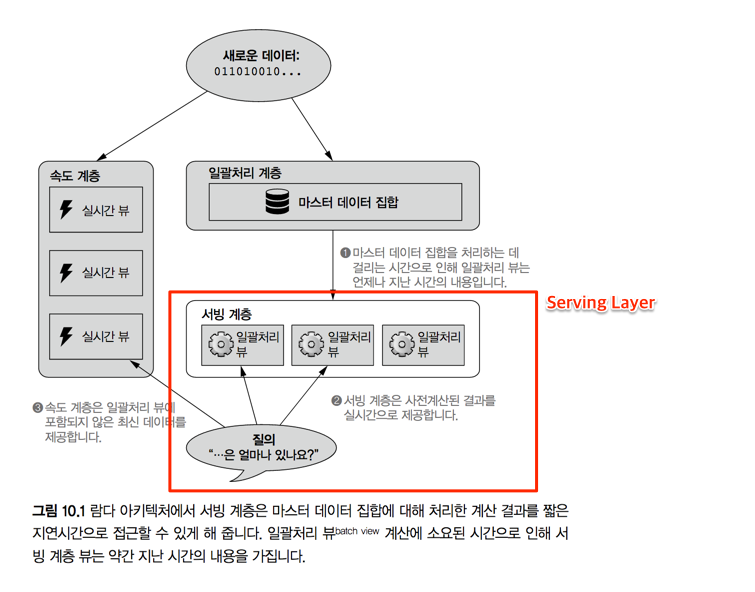 새로운 데이터:
011010010...
속도 계층
실시간 뷰
실시간 뷰
실시간 뷰
일괄처리 계층
마스터 데이터 집합
❶ 마스터 데이터 집합을 처리하는 데
걸리는 시간으로 인해 일괄처리 뷰는
언제나 지난 시간의 내용입니다.
Serving Layer
서빙 계층
일괄처리
뷰
일괄처리
뷰
일괄처리
뷰
❷ 서빙 계층은 사전계산된 결과를
실시간으로 제공합니다.
❸ 속도 계층은 일괄처리 뷰에
포함되지 않은 최신 데이터를
제공합니다.
질의
“…은 얼마나 있나요?”
그림 10.1 람다 아키텍처에서 서빙 계층은 마스터 데이터 집합에 대해 처리한 계산 결과를 짧은
지연시간으로 접근할 수 있게 해 줍니다. 일괄처리 뷰batch view 계산에 소요된 시간으로 인해 서
빙 계층 뷰는 약간 지난 시간의 내용을 가집니다.